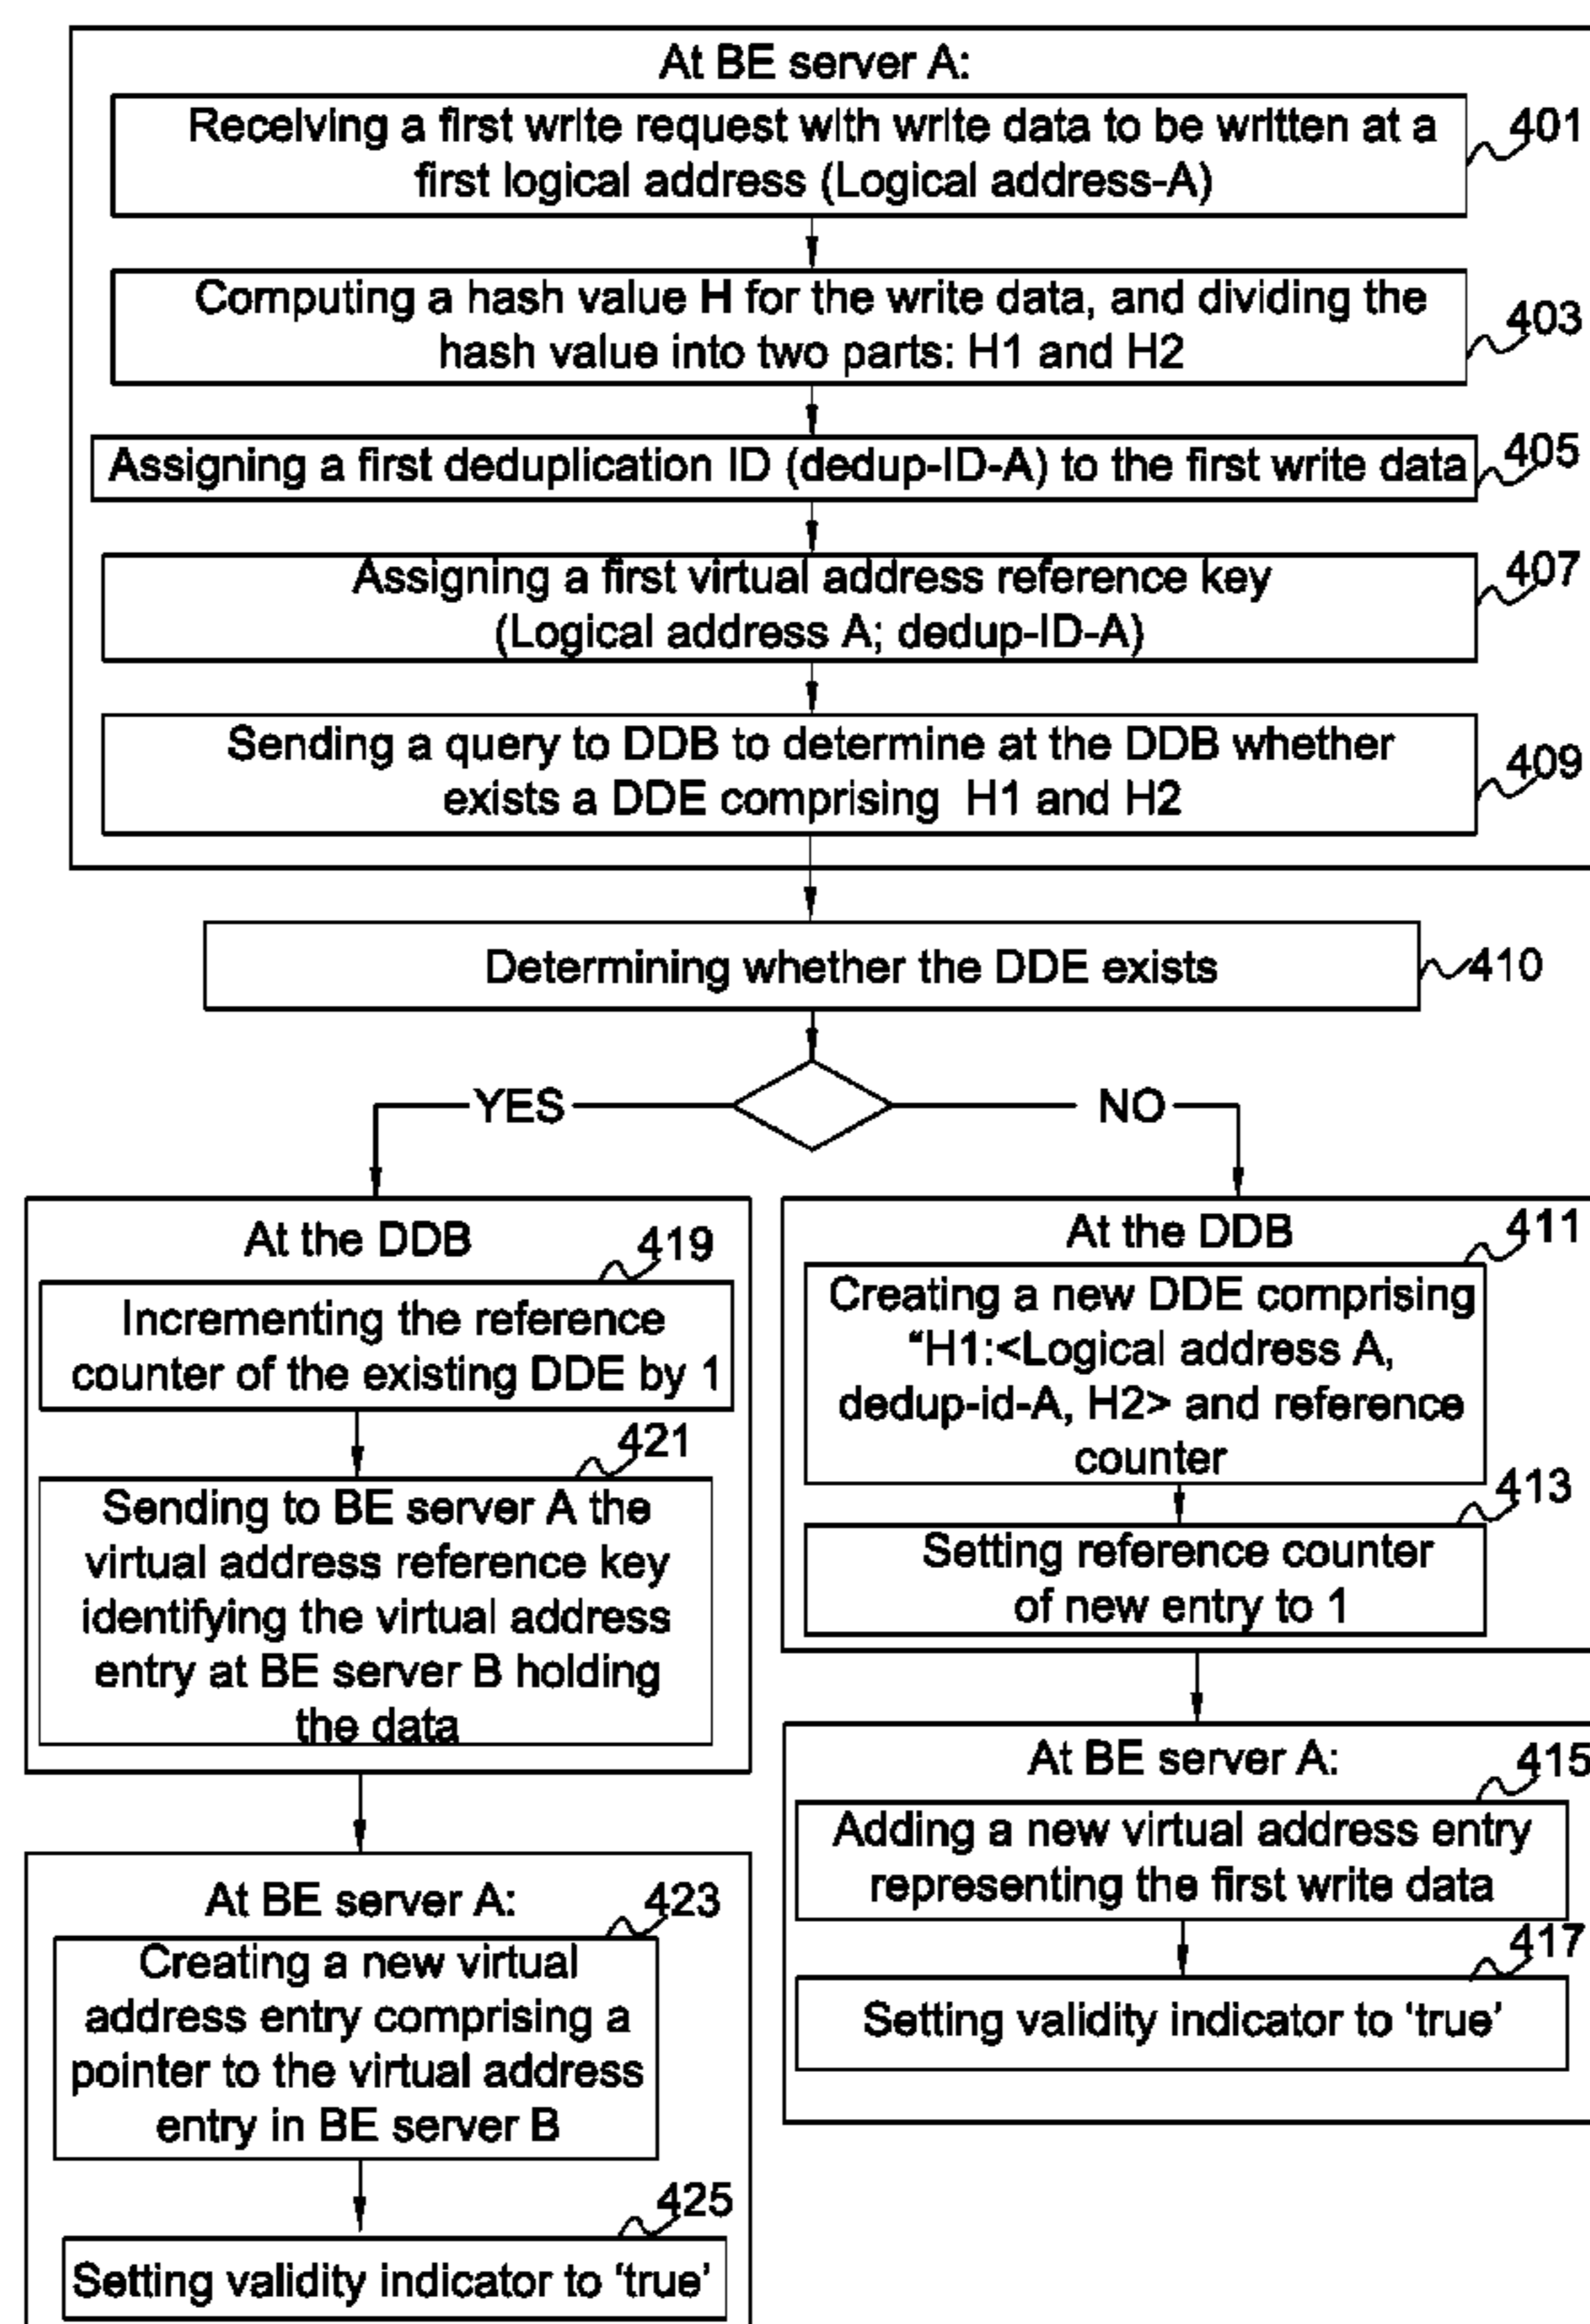 At BE server A:
Receiving a first write request with write data to be written at a
first logical address (Logical address-A)
401
Computing a hash value H for the write data, and dividing the
hash value into two parts: H1 and H2
403
Assigning a first deduplication ID (dedup-ID-A) to the first write data
405
Assigning a first virtual address reference key
(Logical address A; dedup-ID-A)
407
Sending a query to DDB to determine at the DDB whether
exists a DDE comprising H1 and H2
409
Determining whether the DDE exists
410
YES
NO
At the DDB
419
Incrementing the reference
counter of the existing DDE by 1
421
Sending to BE server A the
virtual address reference key
identifying the virtual address
entry at BE server B holding
the data
At BE server A:
423
Creating a new virtual
address entry comprising a
pointer to the virtual address
entry in BE server B
425
Setting validity indicator to ‘true’
At the DDB
411
Creating a new DDE comprising
“H1:<Logical address A,
dedup-id-A, H2> and reference
counter
413
Setting reference counter
of new entry to 1
At BE server A:
415
Adding a new virtual address entry
representing the first write data
417
Setting validity indicator to ‘true’